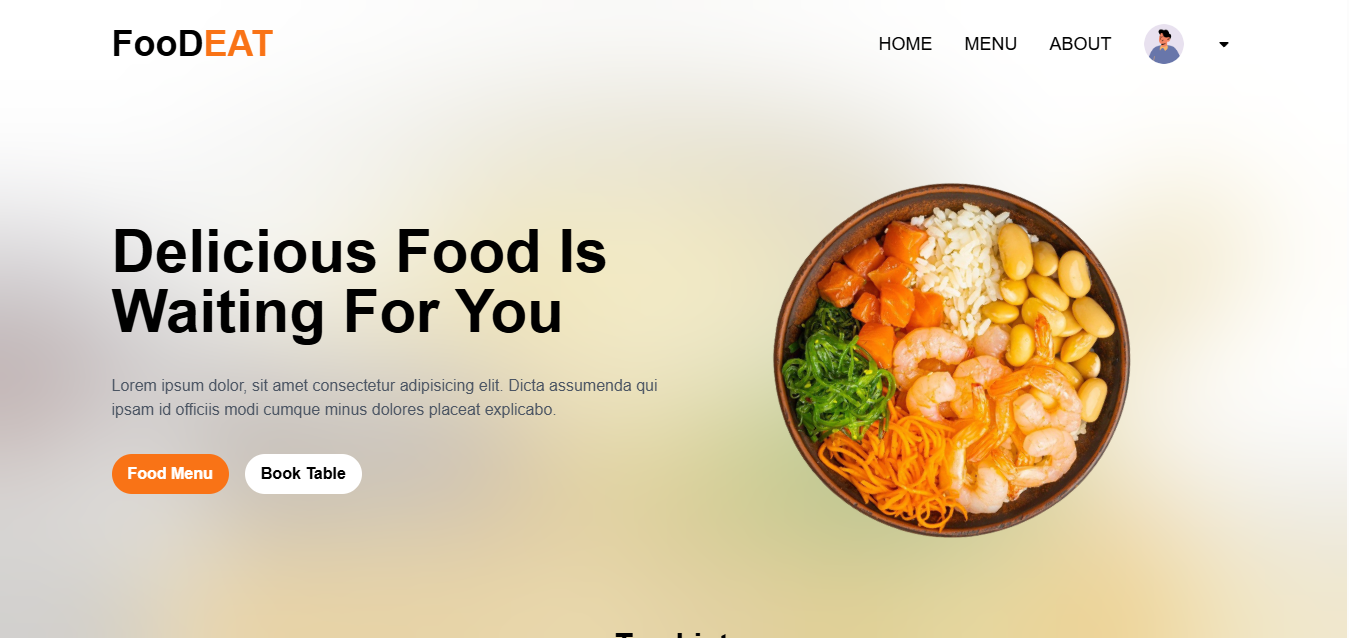 FooDEAT
HOME MENU ABOUT
Delicious Food Is
Waiting For You
Lorem ipsum dolor, sit amet consectetur adipisicing elit. Dicta assumenda qui
ipsam id officiis modi cumque minus dolores placeat explicabo.
Food Menu Book Table